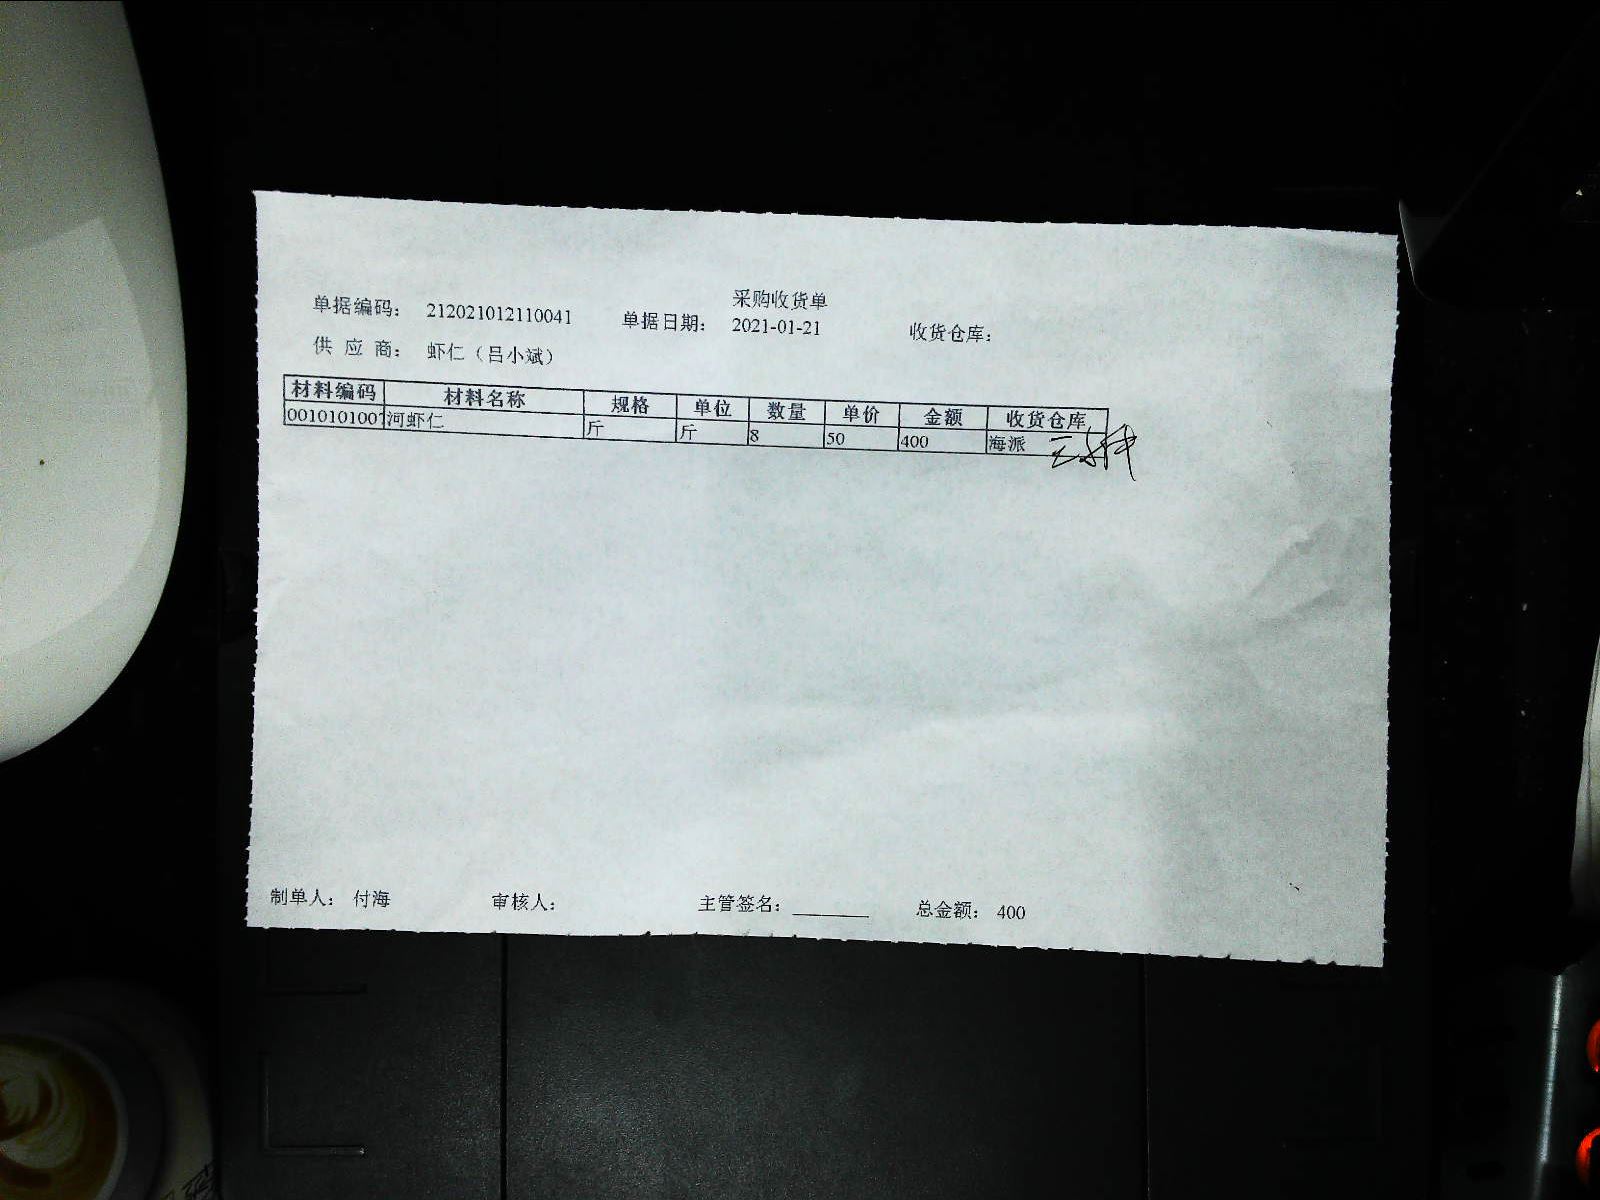 采购收货单
单据编码： 212021012110041 单据日期： 2021-01-21 收货仓库：
供 应 商： 虾仁（吕小斌）
材料编码 材料名称 规格 单位 数量 单价 金额 收货仓库
0010101007 河虾仁 斤 斤 8 50 400 海派
制单人： 付海 审核人： 主管签名： ________ 总金额： 400